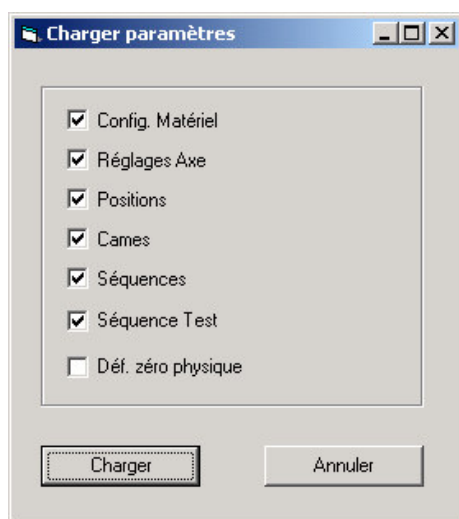 Charger paramètres
Config. Matériel
Réglages Axe
Positions
Cames
Séquences
Séquence Test
Déf. zéro physique
Charger
Annuler